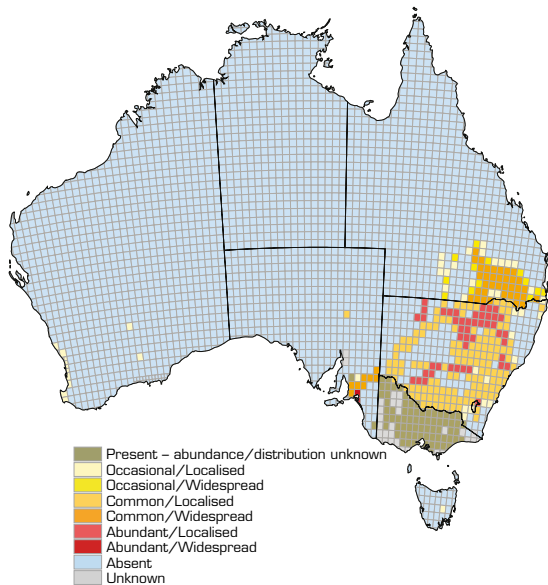 Present – abundance/distribution unknown
Occasional/Localised
Occasional/Widespread
Common/Localised
Common/Widespread
Abundant/Localised
Abundant/Widespread
Absent
Unknown